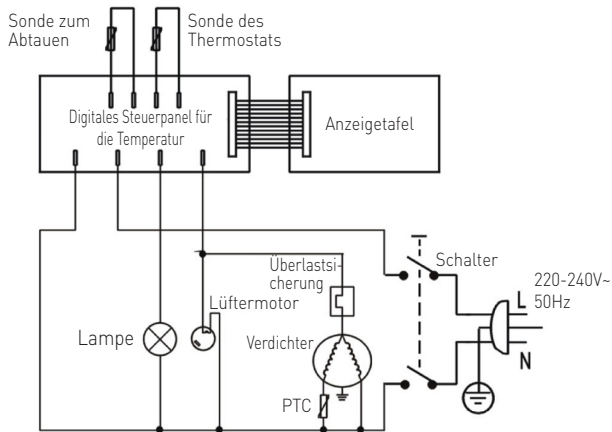 Sonde zum
Abtauen
Sonde des
Thermostats
Digitales Steuerpanel für
die Temperatur
Anzeigetafel
Überlastsi-
cherung
Schalter
220-240V~
50Hz
L
Lüftermotor
Lampe
Verdichter
N
PTC